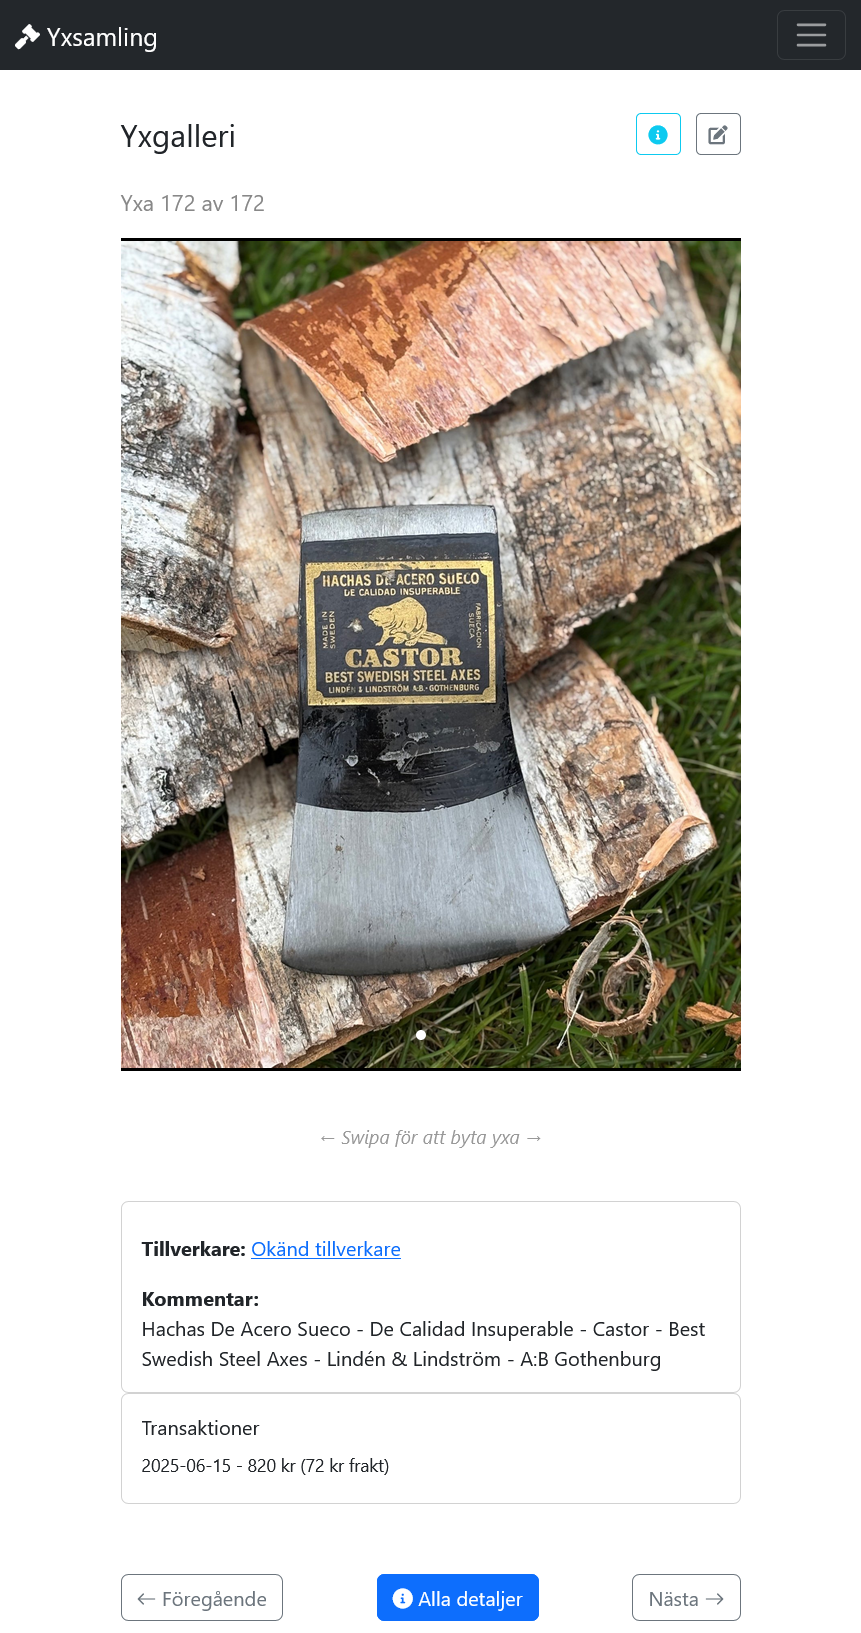 Yxsamling
Yxgalleri
Yxa 172 av 172
HACHAS DE ACERO SUECO
DE CALIDAD INSUPERABLE
MADE IN SWEDEN
FABRICACION SUECA
CASTOR
BEST SWEDISH STEEL AXES
LINDÉN & LINDSTRÖM A.B. · GOTHENBURG
2
← Swipa för att byta yxa →
Tillverkare: Okänd tillverkare
Kommentar:
Hachas De Acero Sueco - De Calidad Insuperable - Castor - Best
Swedish Steel Axes - Lindén & Lindström - A:B Gothenburg
Transaktioner
2025-06-15 - 820 kr (72 kr frakt)
← Föregående
Alla detaljer
Nästa →